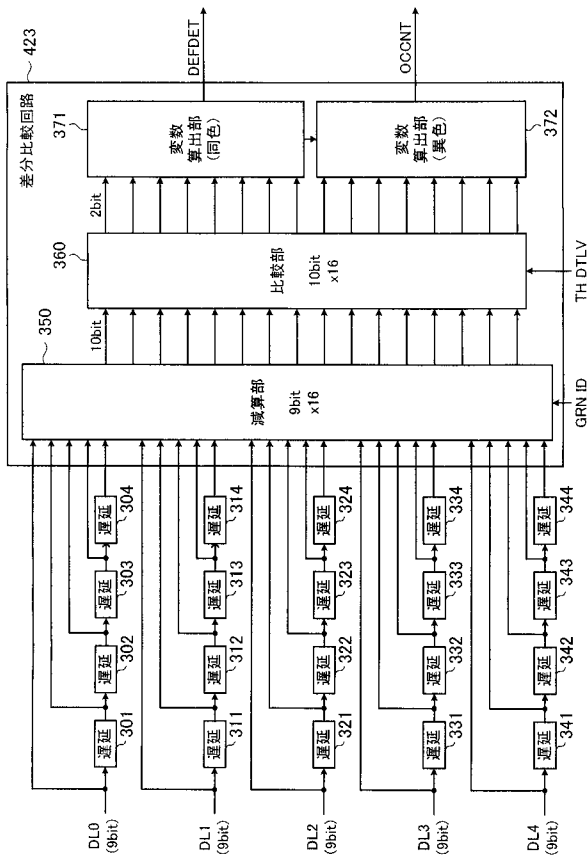 差分比較回路
423
DL0
(9bit)
遅延
301
遅延
302
遅延
303
遅延
304
DL1
(9bit)
遅延
311
遅延
312
遅延
313
遅延
314
DL2
(9bit)
遅延
321
遅延
322
遅延
323
遅延
324
DL3
(9bit)
遅延
331
遅延
332
遅延
333
遅延
334
DL4
(9bit)
遅延
341
遅延
342
遅延
343
遅延
344
350
減算部
9bit
x16
GRN ID
10bit
360
比較部
10bit
x16
TH DTLV
2bit
371
変数
算出部
(同色)
DEFDET
変数
算出部
(異色)
372
OCCNT